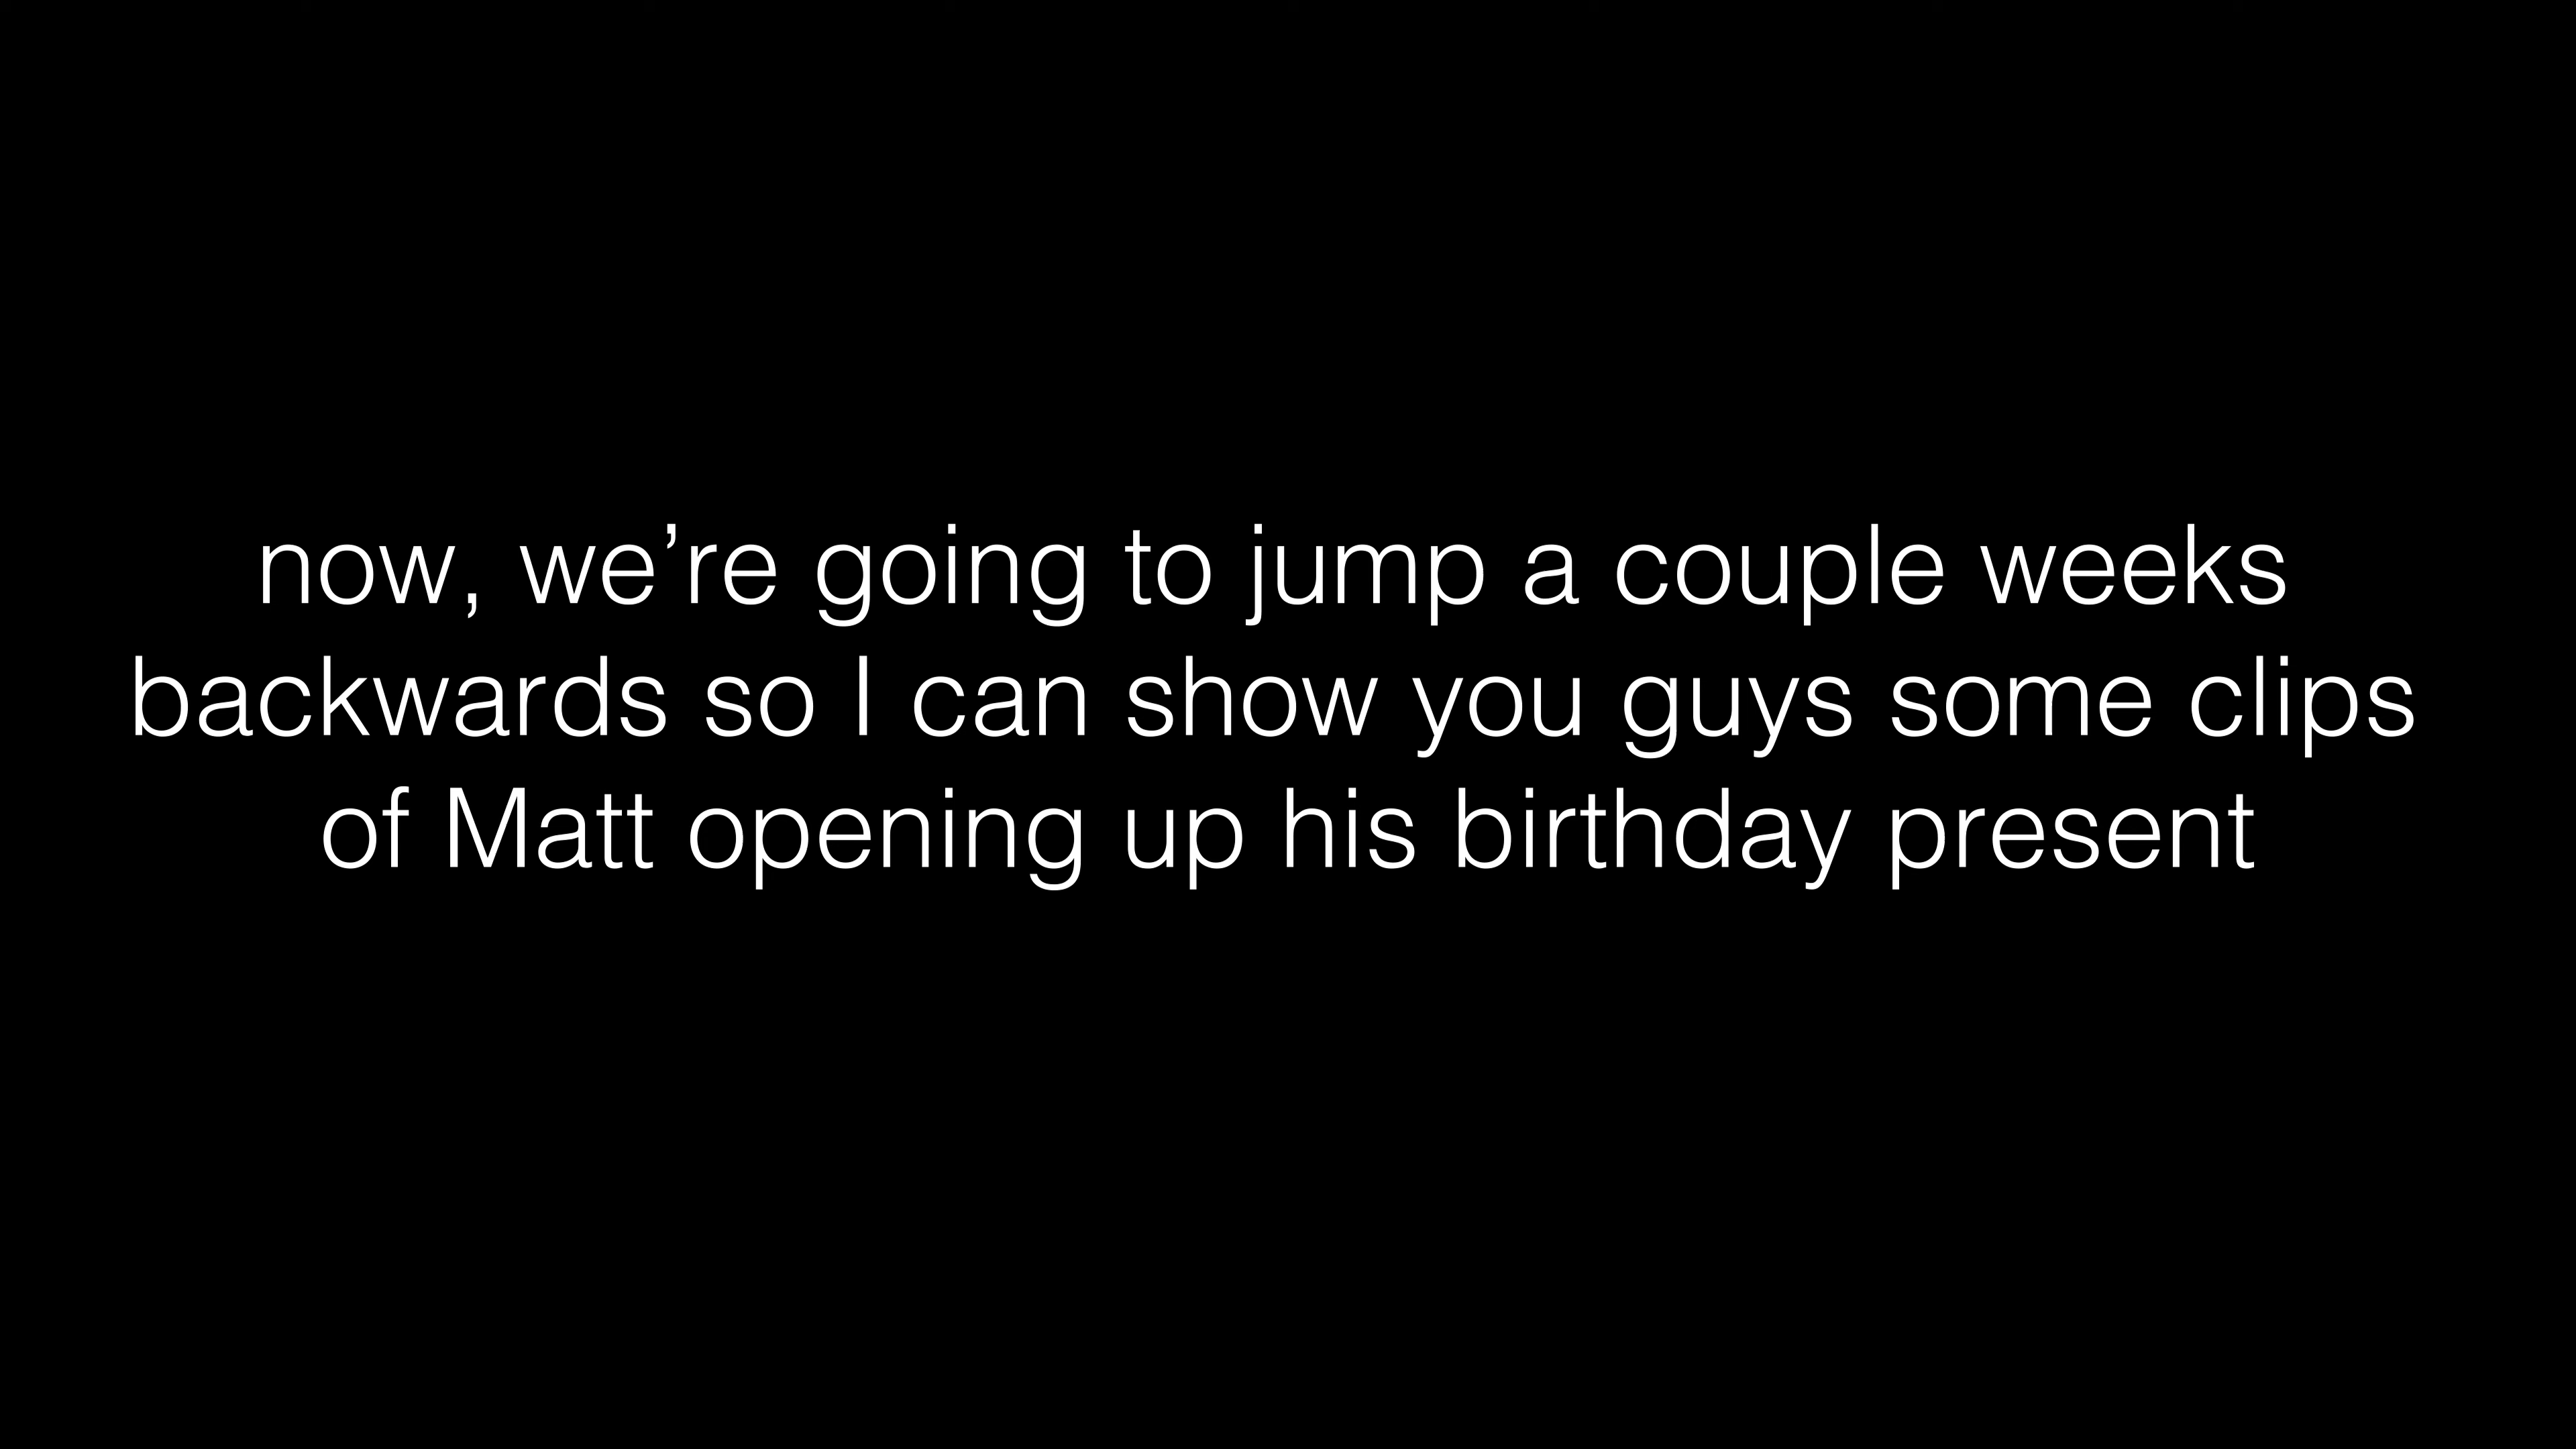 now, we’re going to jump a couple weeks
backwards so I can show you guys some clips
of Matt opening up his birthday present